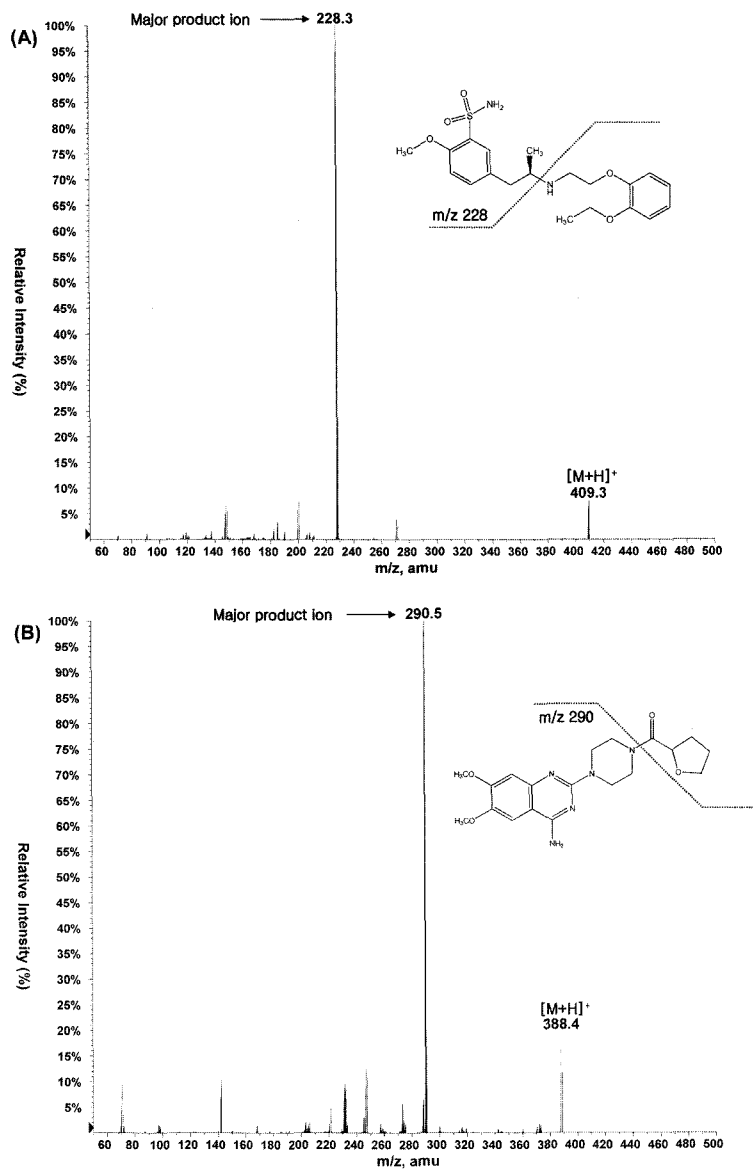 (A)
Major product ion → 228.3
100%
95%
90%
85%
80%
75%
70%
65%
60%
55%
50%
45%
40%
35%
30%
25%
20%
15%
10%
5%
Relative Intensity (%)
O
O
S
NH₂
H₃C
O
CH₃
N
H
O
H₃C
O
m/z 228
[M+H]⁺
409.3
60 80 100 120 140 160 180 200 220 240 260 280 300 320 340 360 380 400 420 440 460 480 500
m/z, amu
(B)
Major product ion → 290.5
100%
95%
90%
85%
80%
75%
70%
65%
60%
55%
50%
45%
40%
35%
30%
25%
20%
15%
10%
5%
Relative Intensity (%)
m/z 290
O
N
O
N
N
N
H₃CO
H₃CO
NH₂
[M+H]⁺
388.4
60 80 100 120 140 160 180 200 220 240 260 280 300 320 340 360 380 400 420 440 460 480 500
m/z, amu